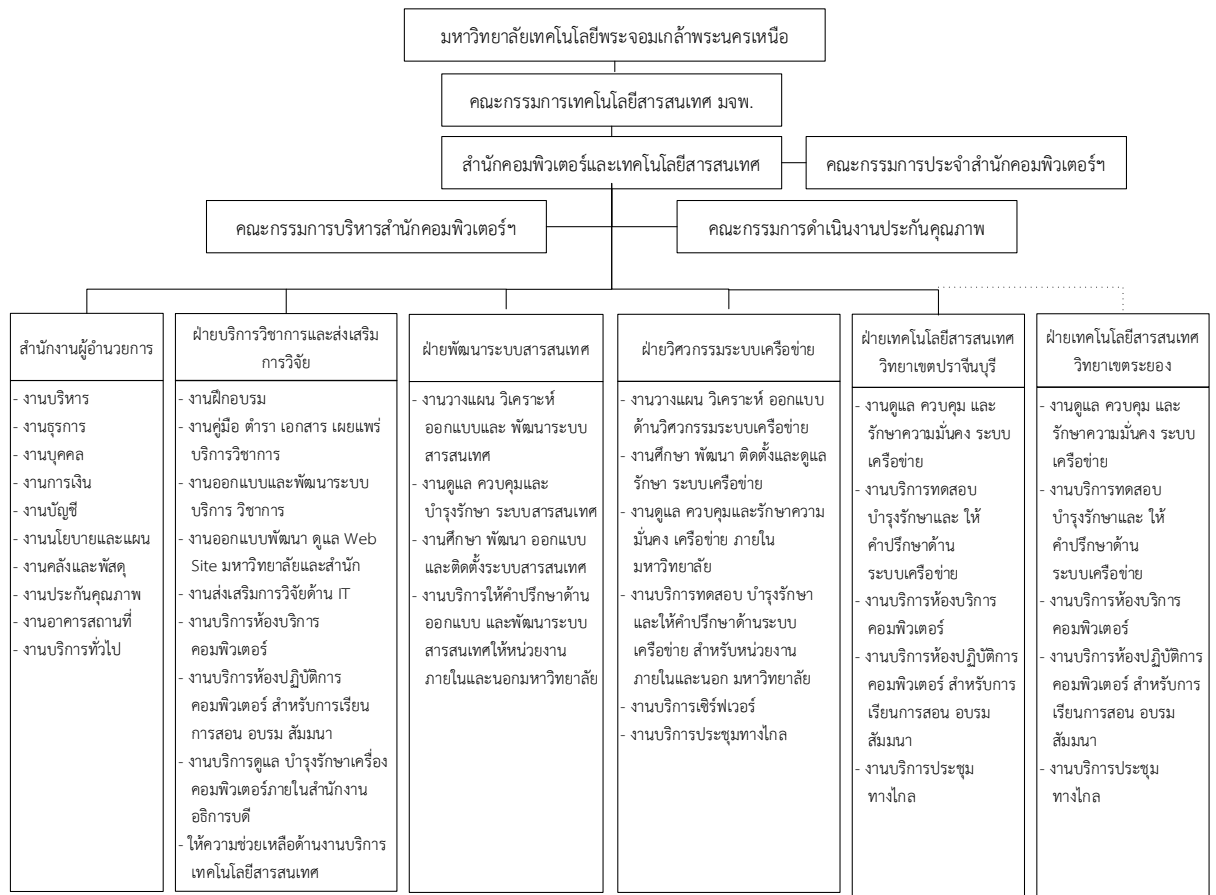 มหาวิทยาลัยเทคโนโลยีพระจอมเกล้าพระนครเหนือ
คณะกรรมการเทคโนโลยีสารสนเทศ มจพ.
สำนักคอมพิวเตอร์และเทคโนโลยีสารสนเทศ
คณะกรรมการประจำสำนักคอมพิวเตอร์ฯ
คณะกรรมการบริหารสำนักคอมพิวเตอร์ฯ
คณะกรรมการดำเนินงานประกันคุณภาพ
สำนักงานผู้อำนวยการ
- งานบริหาร
- งานธุรการ
- งานบุคคล
- งานการเงิน
- งานบัญชี
- งานนโยบายและแผน
- งานคลังและพัสดุ
- งานประกันคุณภาพ
- งานอาคารสถานที่
- งานบริการทั่วไป
ฝ่ายบริการวิชาการและส่งเสริม
การวิจัย
- งานฝึกอบรม
- งานคู่มือ ตำรา เอกสาร เผยแพร่
บริการวิชาการ
- งานออกแบบและพัฒนาระบบ
บริการ วิชาการ
- งานออกแบบพัฒนา ดูแล Web
Site มหาวิทยาลัยและสำนัก
- งานส่งเสริมการวิจัยด้าน IT
- งานบริการห้องบริการ
คอมพิวเตอร์
- งานบริการห้องปฏิบัติการ
คอมพิวเตอร์ สำหรับการเรียน
การสอน อบรม สัมมนา
- งานบริการดูแล บำรุงรักษาเครื่อง
คอมพิวเตอร์ภายในสำนักงาน
อธิการบดี
- ให้ความช่วยเหลือด้านงานบริการ
เทคโนโลยีสารสนเทศ
ฝ่ายพัฒนาระบบสารสนเทศ
- งานวางแผน วิเคราะห์
ออกแบบและ พัฒนาระบบ
สารสนเทศ
- งานดูแล ควบคุมและ
บำรุงรักษา ระบบสารสนเทศ
- งานศึกษา พัฒนา ออกแบบ
และติดตั้งระบบสารสนเทศ
- งานบริการให้คำปรึกษาด้าน
ออกแบบ และพัฒนาระบบ
สารสนเทศให้หน่วยงาน
ภายในและนอกมหาวิทยาลัย
ฝ่ายวิศวกรรมระบบเครือข่าย
- งานวางแผน วิเคราะห์ ออกแบบ
ด้านวิศวกรรมระบบเครือข่าย
- งานศึกษา พัฒนา ติดตั้งและดูแล
รักษา ระบบเครือข่าย
- งานดูแล ควบคุมและรักษาความ
มั่นคง เครือข่าย ภายใน
มหาวิทยาลัย
- งานบริการทดสอบ บำรุงรักษา
และให้คำปรึกษาด้านระบบ
เครือข่าย สำหรับหน่วยงาน
ภายในและนอก มหาวิทยาลัย
- งานบริการเซิร์ฟเวอร์
- งานบริการประชุมทางไกล
ฝ่ายเทคโนโลยีสารสนเทศ
วิทยาเขตปราจีนบุรี
- งานดูแล ควบคุม และ
รักษาความมั่นคง ระบบ
เครือข่าย
- งานบริการทดสอบ
บำรุงรักษาและ ให้
คำปรึกษาด้าน
ระบบเครือข่าย
- งานบริการห้องบริการ
คอมพิวเตอร์
- งานบริการห้องปฏิบัติการ
คอมพิวเตอร์ สำหรับการ
เรียนการสอน อบรม
สัมมนา
- งานบริการประชุม
ทางไกล
ฝ่ายเทคโนโลยีสารสนเทศ
วิทยาเขตระยอง
- งานดูแล ควบคุม และ
รักษาความมั่นคง ระบบ
เครือข่าย
- งานบริการทดสอบ
บำรุงรักษาและ ให้
คำปรึกษาด้าน
ระบบเครือข่าย
- งานบริการห้องบริการ
คอมพิวเตอร์
- งานบริการห้องปฏิบัติการ
คอมพิวเตอร์ สำหรับการ
เรียนการสอน อบรม
สัมมนา
- งานบริการประชุม
ทางไกล